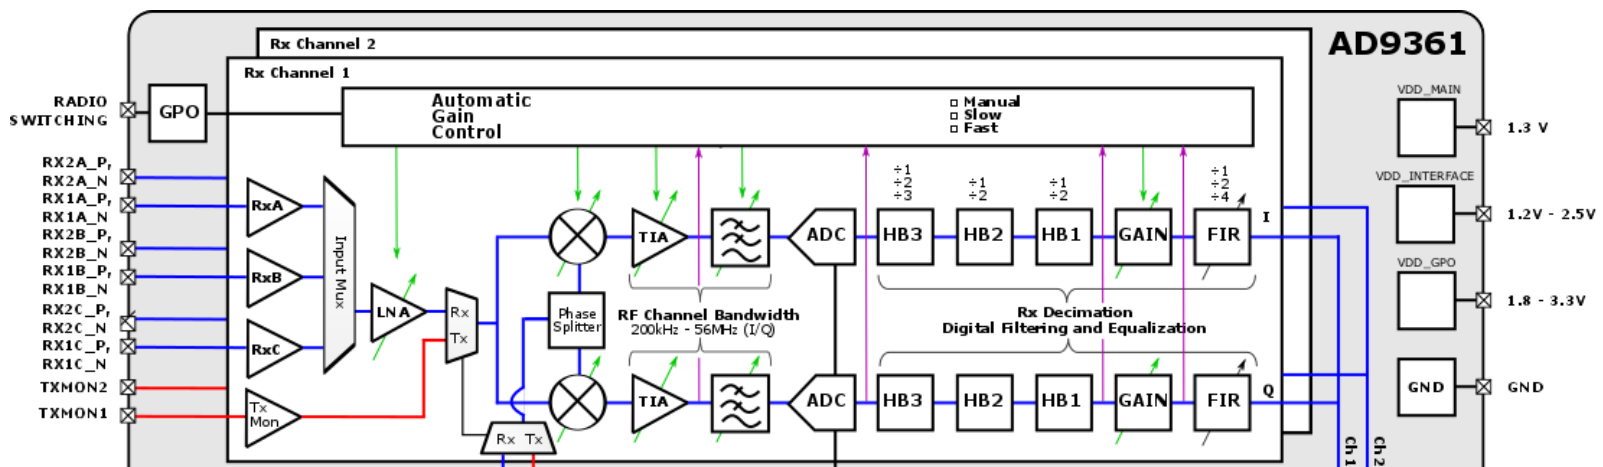 AD9361
Rx Channel 2
Rx Channel 1
RADIO
SWITCHING
GPO
Automatic
Gain
Control
Manual
Slow
Fast
VDD_MAIN
1.3 V
VDD_INTERFACE
1.2V - 2.5V
VDD_GPO
1.8 - 3.3V
GND
GND
RX2A_P,
RX2A_N
RX1A_P,
RX1A_N
RX2B_P,
RX2B_N
RX1B_P,
RX1B_N
RX2C_P,
RX2C_N
RX1C_P,
RX1C_N
TXMON2
TXMON1
RxA
RxB
RxC
Tx
Mon
Input Mux
LNA
Rx
Tx
Phase
Splitter
Rx Tx
TIA
ADC
÷1
÷2
÷3
HB3
÷1
÷2
HB2
÷1
÷2
HB1
GAIN
÷1
÷2
÷4
FIR
I
RF Channel Bandwidth
200kHz - 56MHz (I/Q)
Rx Decimation
Digital Filtering and Equalization
TIA
ADC
HB3
HB2
HB1
GAIN
FIR
Q
Ch 1
Ch 2